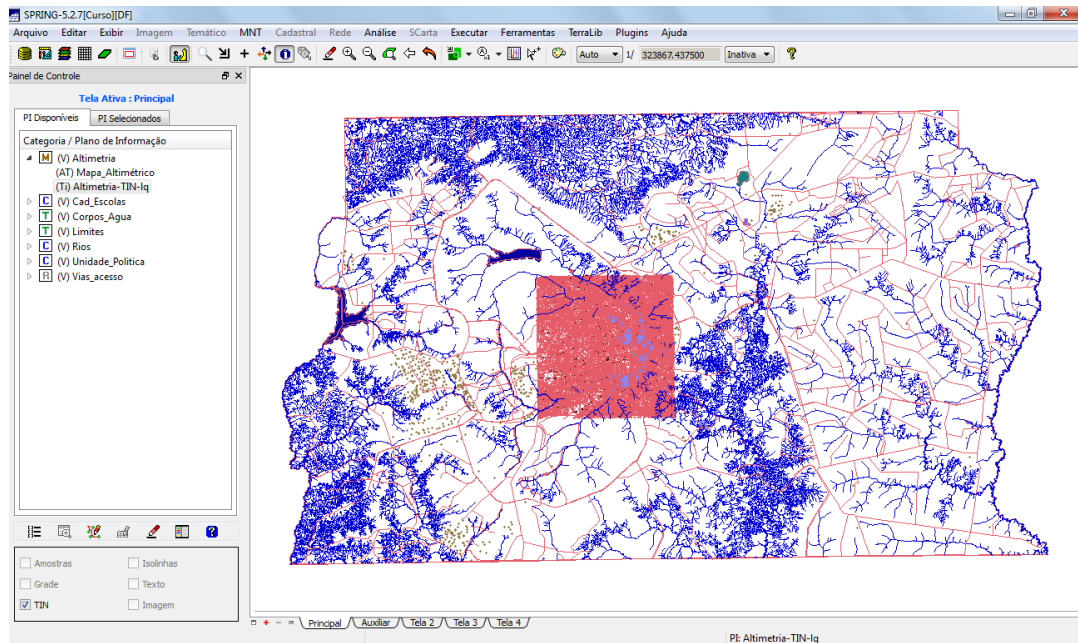 SPRING-5.2.7[Curso][DF]
Arquivo Editar Exibir Imagem Temático MNT Cadastral Rede Análise SCarta Executar Ferramentas TerraLib Plugins Ajuda
Auto 1/ 323867.437500 Inativa
Painel de Controle
Tela Ativa : Principal
PI Disponíveis PI Selecionados
Categoria / Plano de Informação
M (V) Altimetria
(AT) Mapa_Altimétrico
(Ti) Altimetria-TIN-lq
C (V) Cad_Escolas
T (V) Corpos_Agua
T (V) Limites
C (V) Rios
C (V) Unidade_Politica
R (V) Vias_acesso
Amostras Isolinhas
Grade Texto
TIN Imagem
Principal Auxiliar Tela 2 Tela 3 Tela 4
PI: Altimetria-TIN-lq